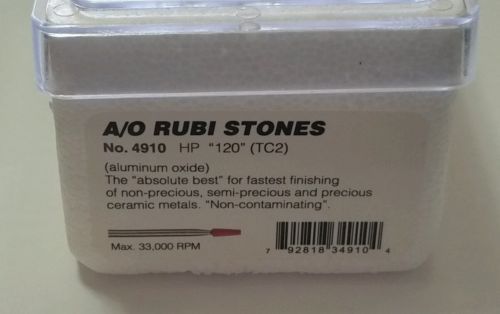 A/O RUBI STONES
No. 4910 HP "120" (TC2)
(aluminum oxide)
The "absolute best" for fastest finishing
of non-precious, semi-precious and precious
ceramic metals. "Non-contaminating".
Max. 33,000 RPM
7 92818 34910 4